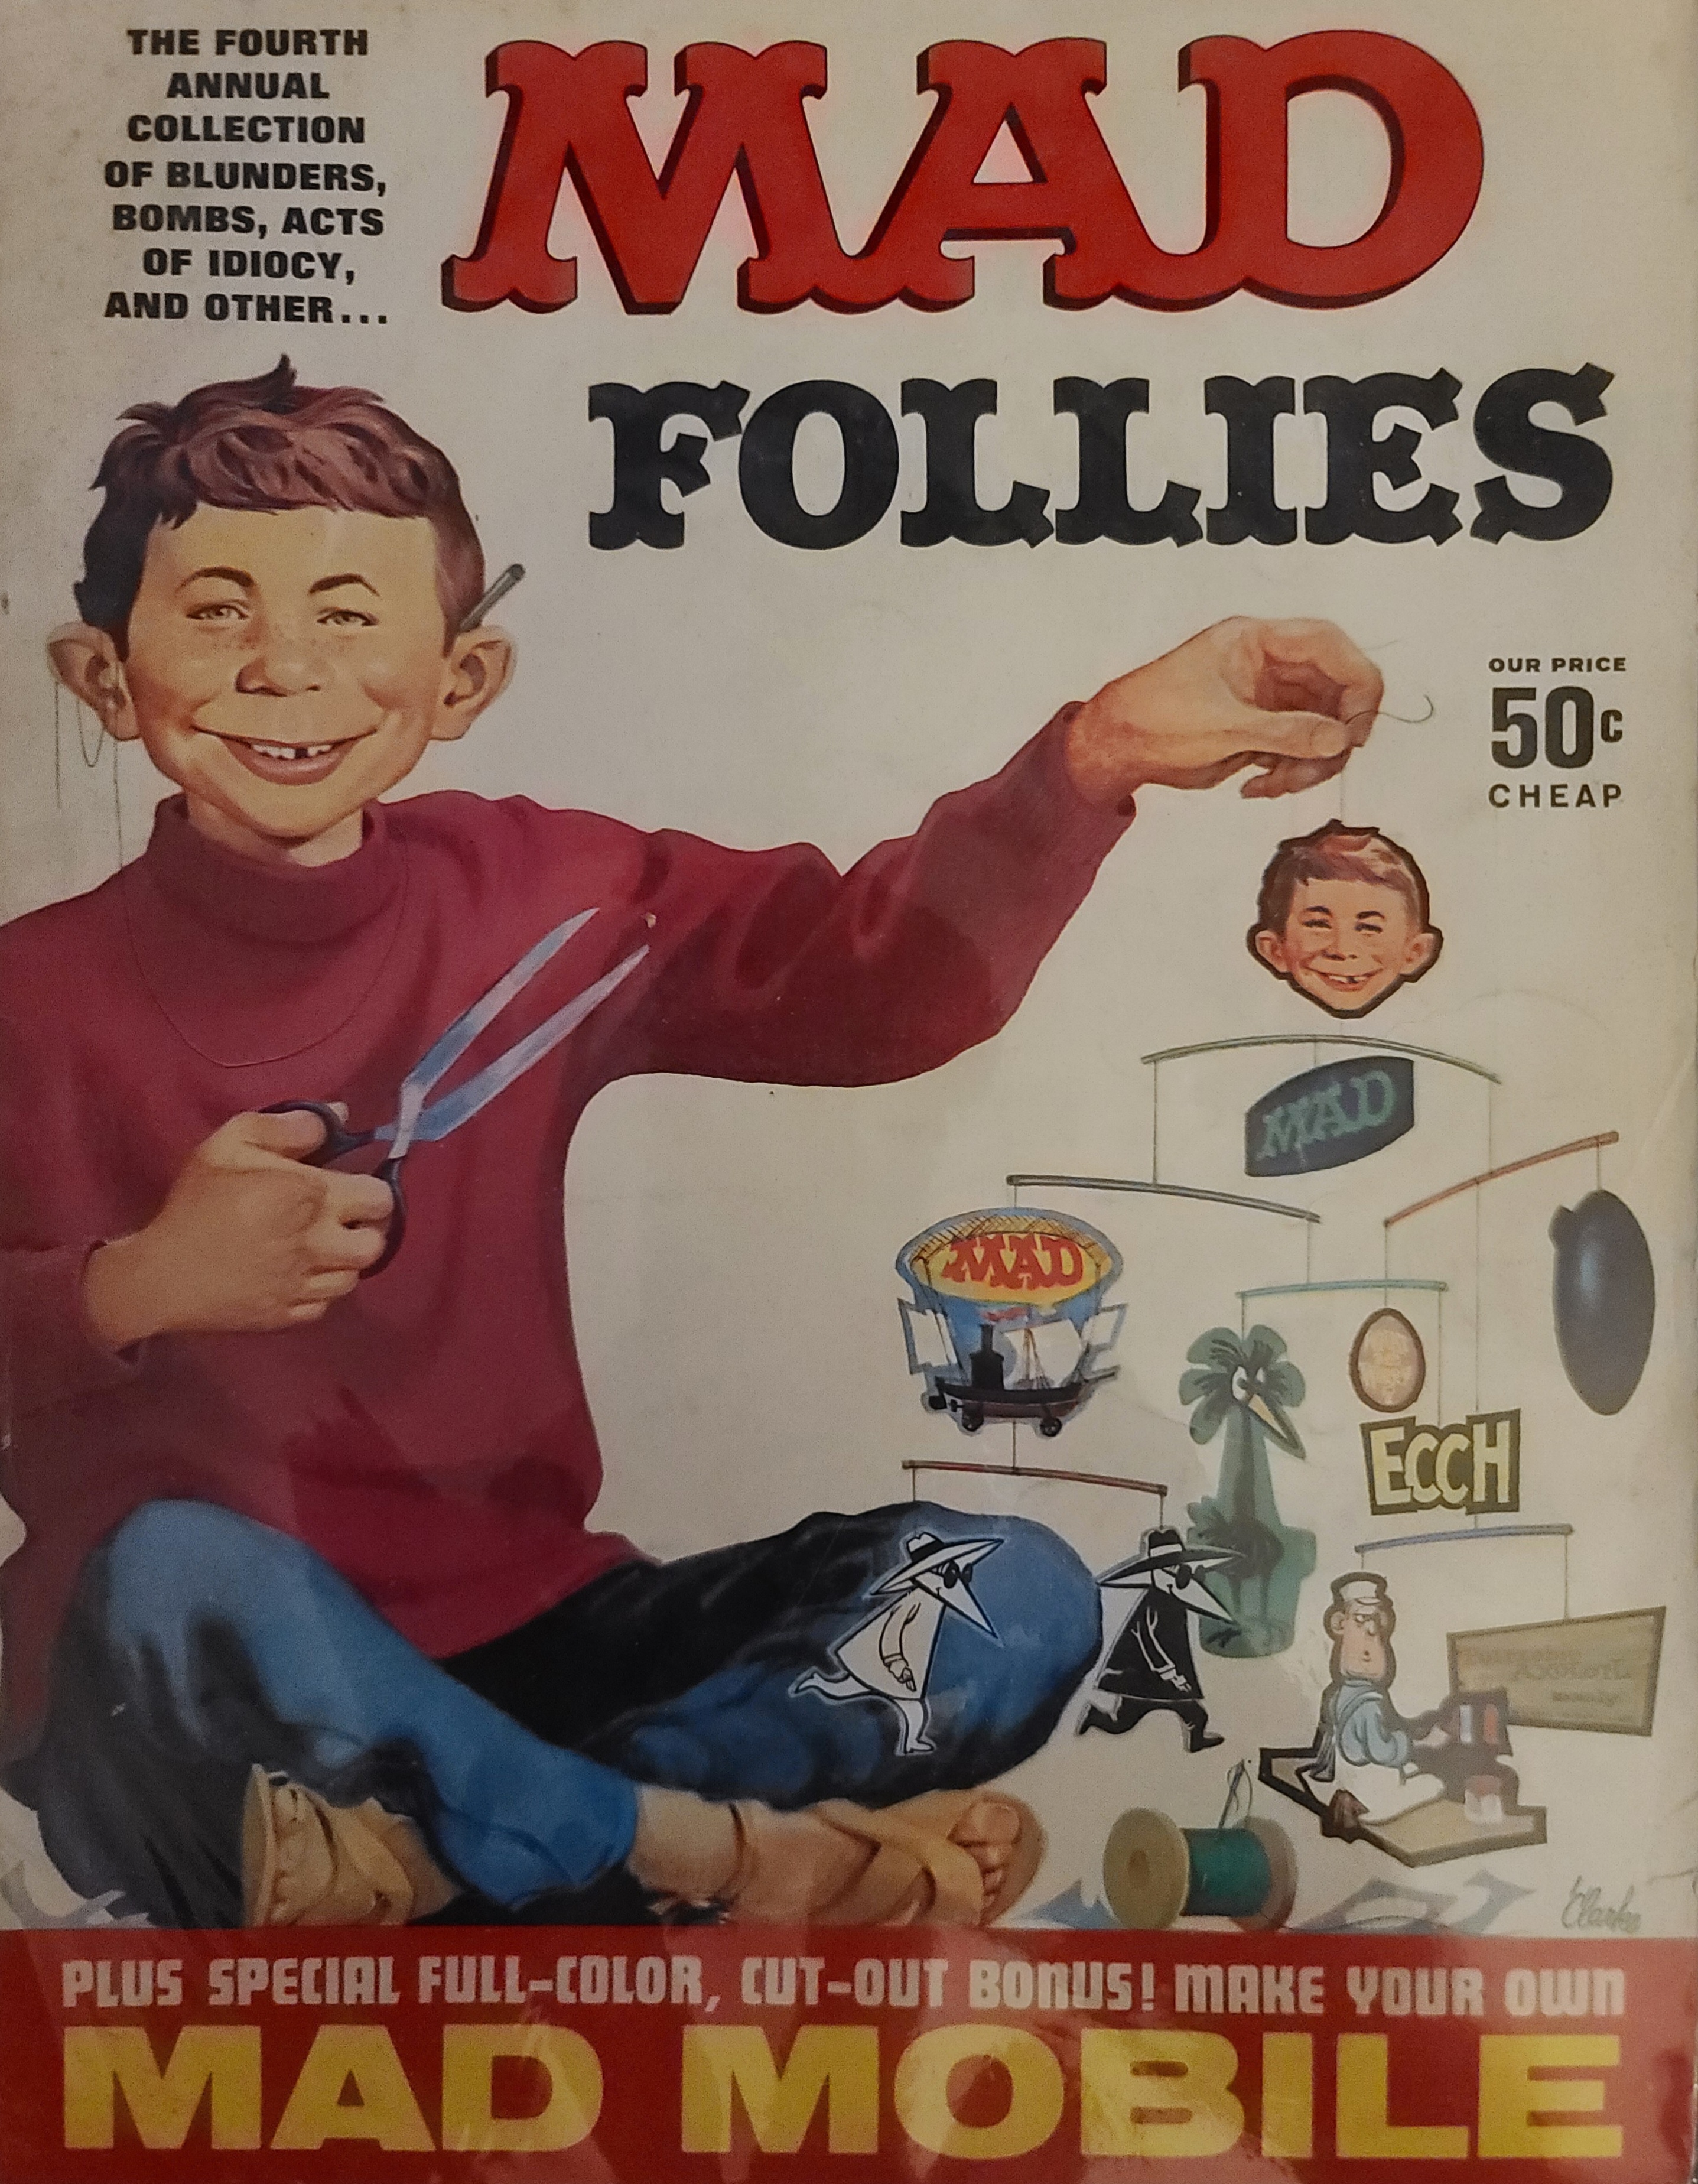 THE FOURTH
ANNUAL
COLLECTION
OF BLUNDERS,
BOMBS, ACTS
OF IDIOCY,
AND OTHER...
MAD
FOLLIES
OUR PRICE
50c
CHEAP
MAD
MAD
ECCH
Clarke
PLUS SPECIAL FULL-COLOR, CUT-OUT BONUS! MAKE YOUR OWN
MAD MOBILE